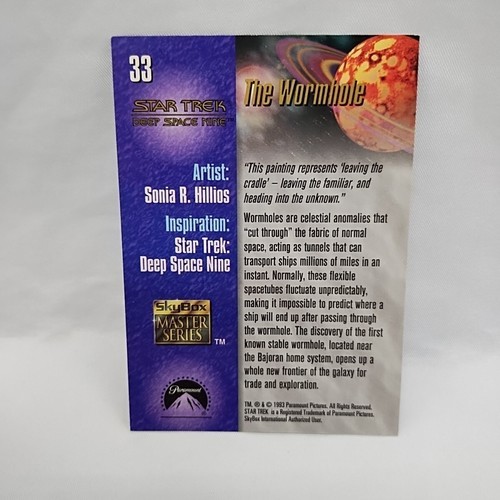 33
STAR TREK
DEEP SPACE NINE™
Artist:
Sonia R. Hillios
Inspiration:
Star Trek:
Deep Space Nine
SkyBox
MASTER
SERIES
TM
Paramount
The Wormhole
“This painting represents ‘leaving the
cradle’ – leaving the familiar, and
heading into the unknown.”
Wormholes are celestial anomalies that
“cut through” the fabric of normal
space, acting as tunnels that can
transport ships millions of miles in an
instant. Normally, these flexible
spacetubes fluctuate unpredictably,
making it impossible to predict where a
ship will end up after passing through
the wormhole. The discovery of the first
known stable wormhole, located near
the Bajoran home system, opens up a
whole new frontier of the galaxy for
trade and exploration.
TM, ® & © 1993 Paramount Pictures. All Rights Reserved.
STAR TREK is a Registered Trademark of Paramount Pictures.
SkyBox International Authorized User.